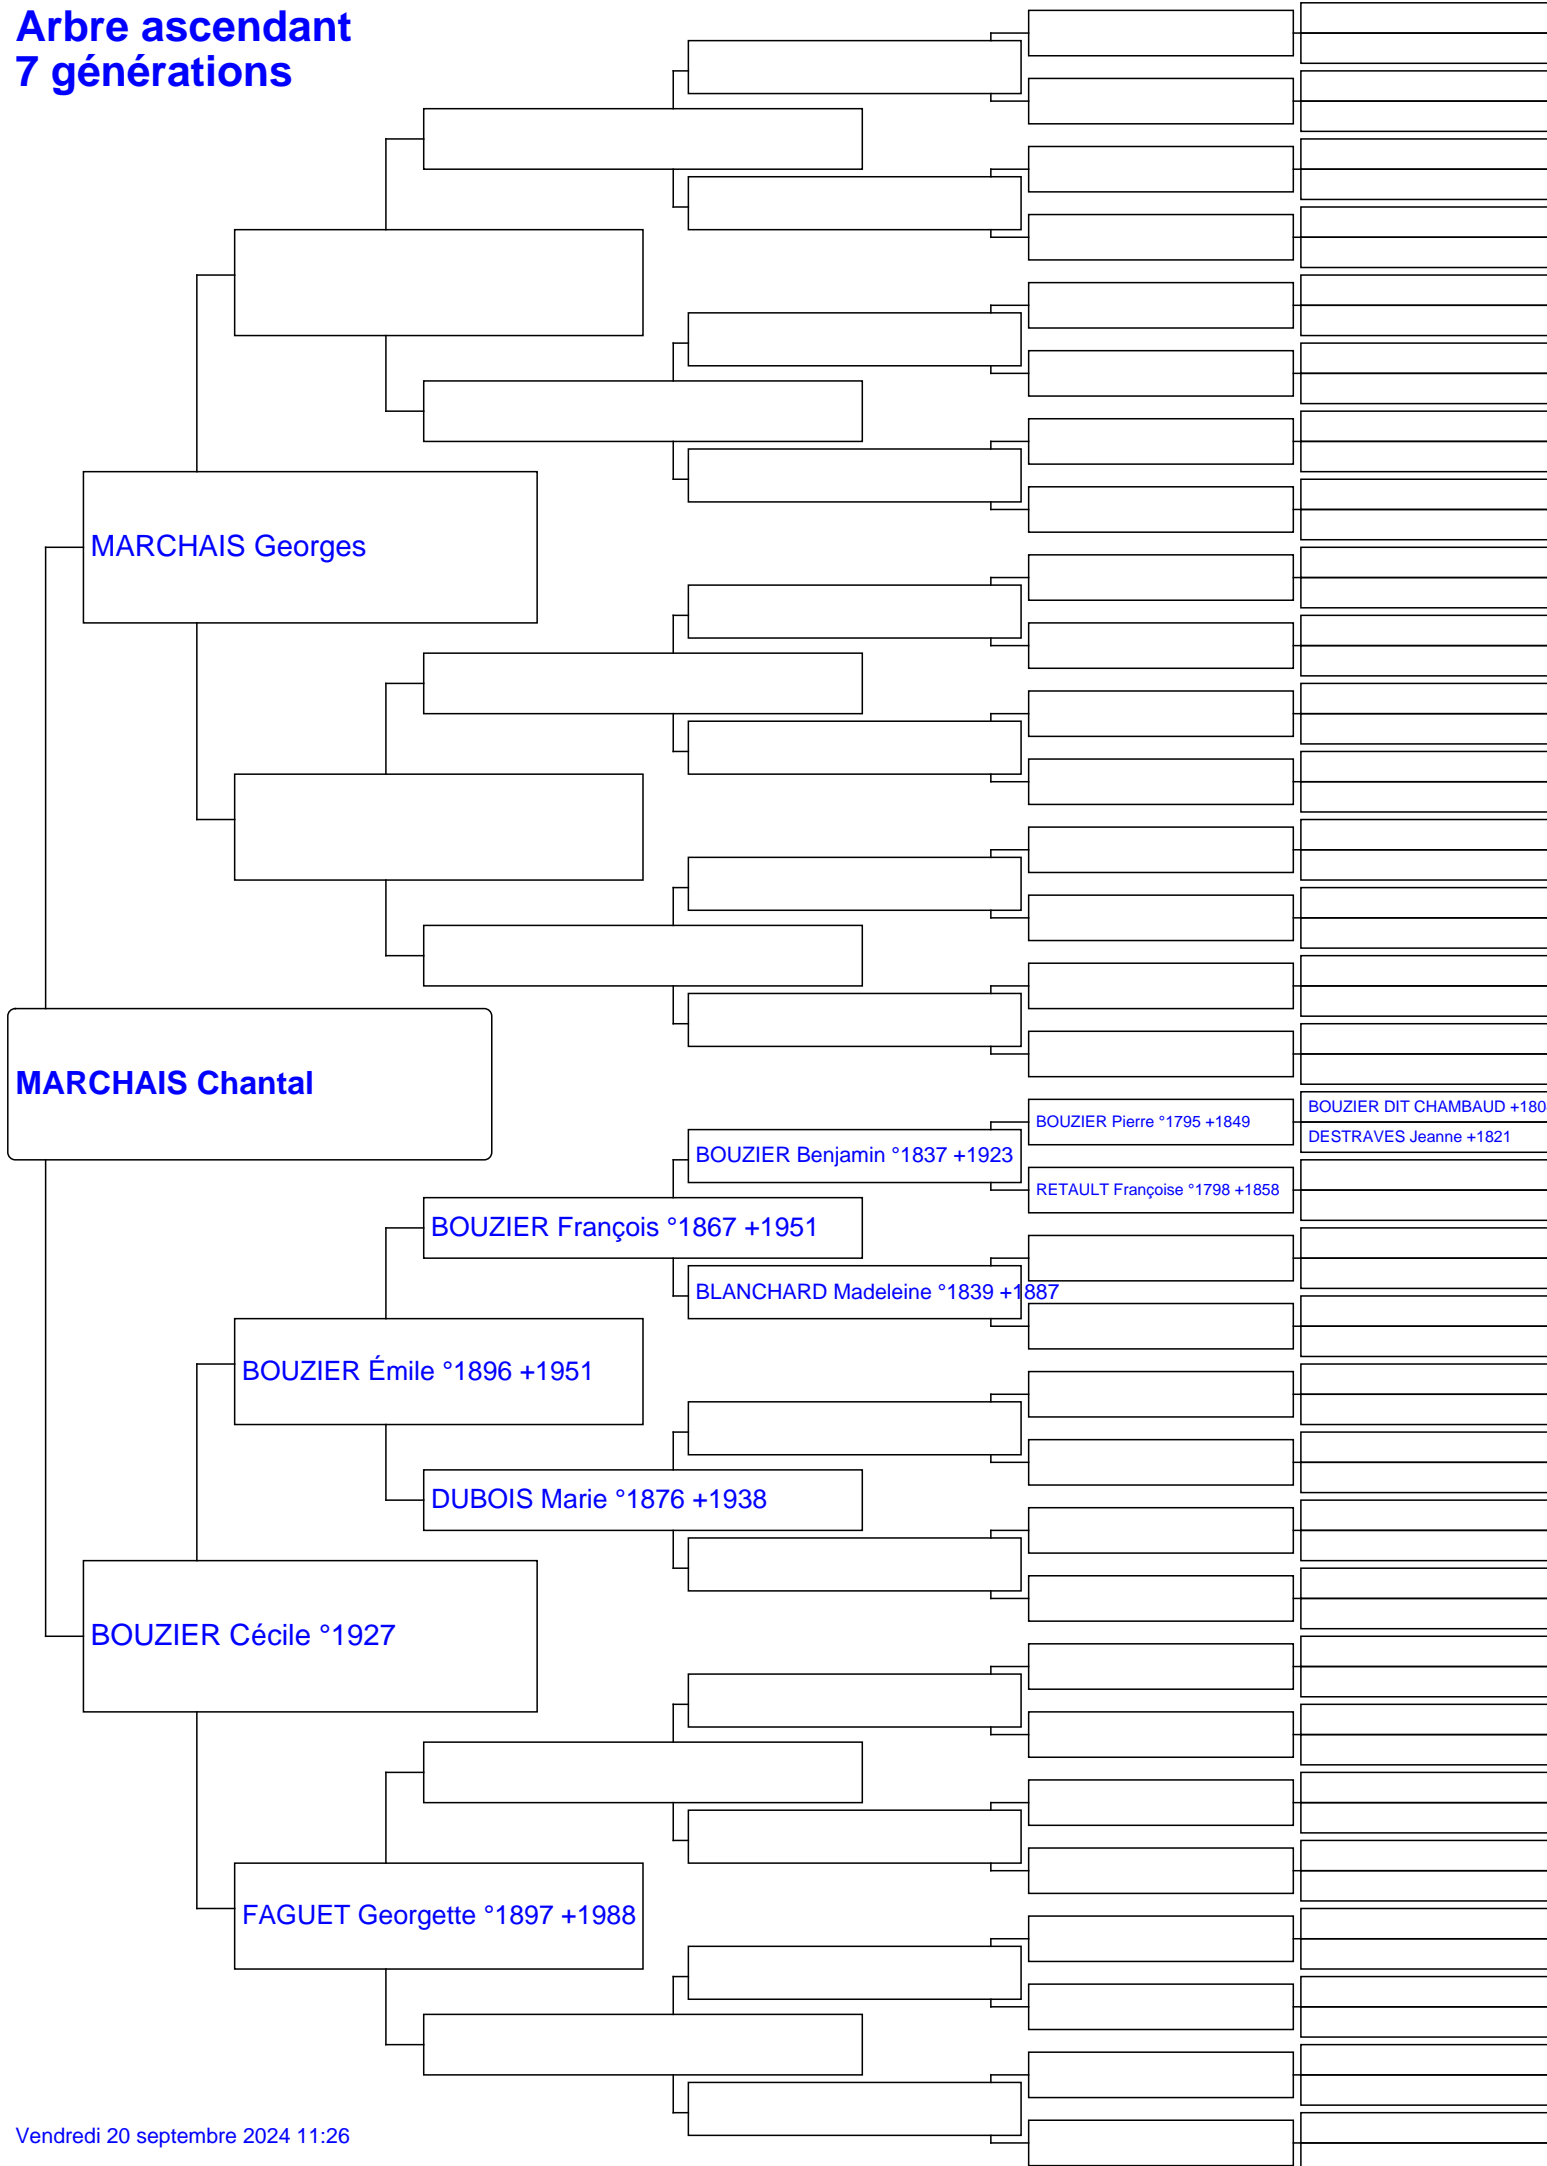 Arbre ascendant
7 générations
MARCHAIS Georges
MARCHAIS Chantal
BOUZIER DIT CHAMBAUD
BOUZIER Pierre °1795 +1849
DESTRAVES Jeanne +1821
BOUZIER Benjamin °1837 +1923
RETAULT Françoise °1798 +1858
BOUZIER François °1867 +1951
BLANCHARD Madeleine °1839 +1887
BOUZIER Émile °1896 +1951
DUBOIS Marie °1876 +1938
BOUZIER Cécile °1927
FAGUET Georgette °1897 +1988
Vendredi 20 septembre 2024 11:26